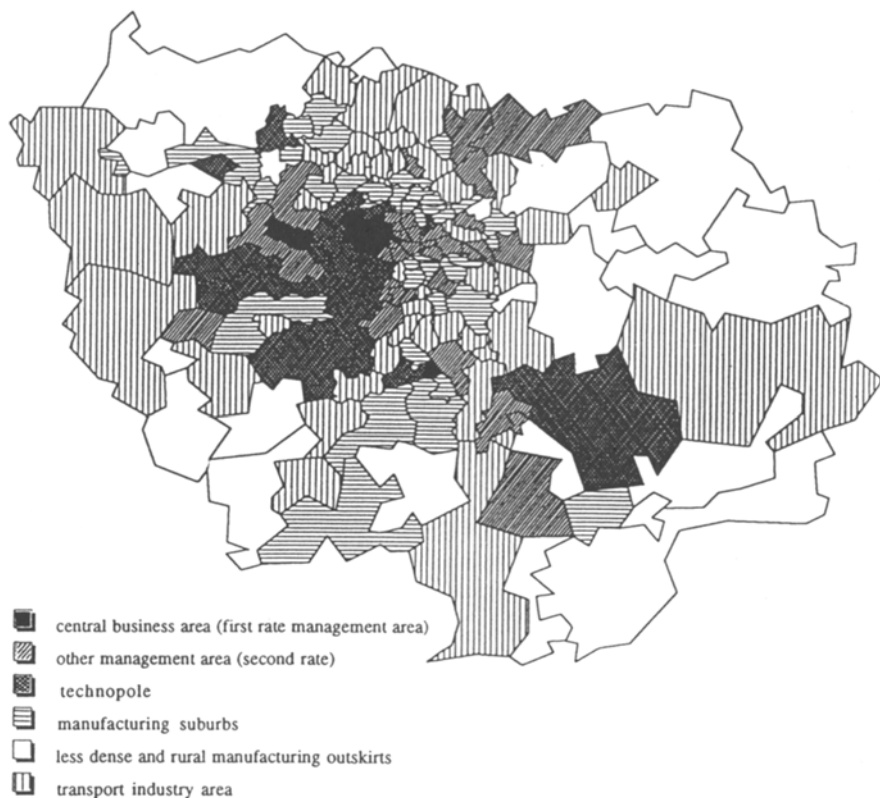 central business area (first rate management area)
other management area (second rate)
technopole
manufacturing suburbs
less dense and rural manufacturing outskirts
transport industry area